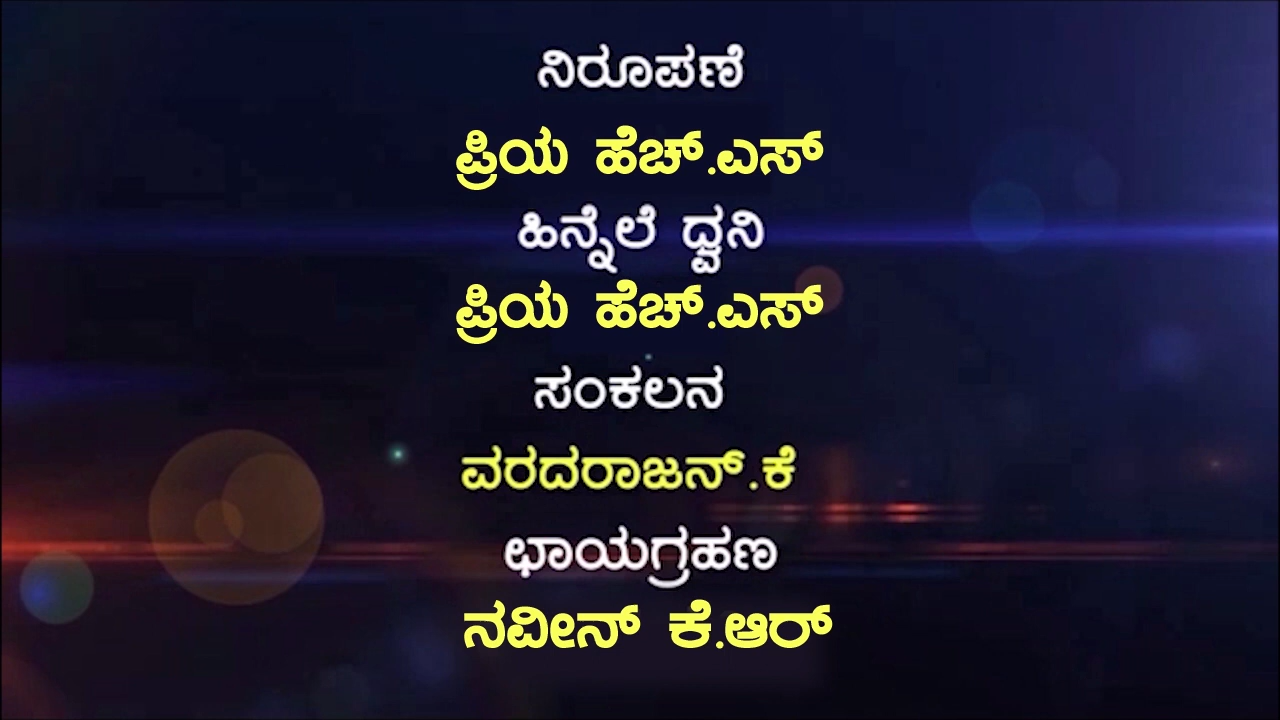 ನಿರೂಪಣೆ
ಪ್ರಿಯ ಹೆಚ್.ಎಸ್
ಹಿನ್ನೆಲೆ ಧ್ವನಿ
ಪ್ರಿಯ ಹೆಚ್.ಎಸ್
ಸಂಕಲನ
ವರದರಾಜನ್.ಕೆ
ಛಾಯಗ್ರಹಣ
ನವೀನ್ ಕೆ.ಆರ್